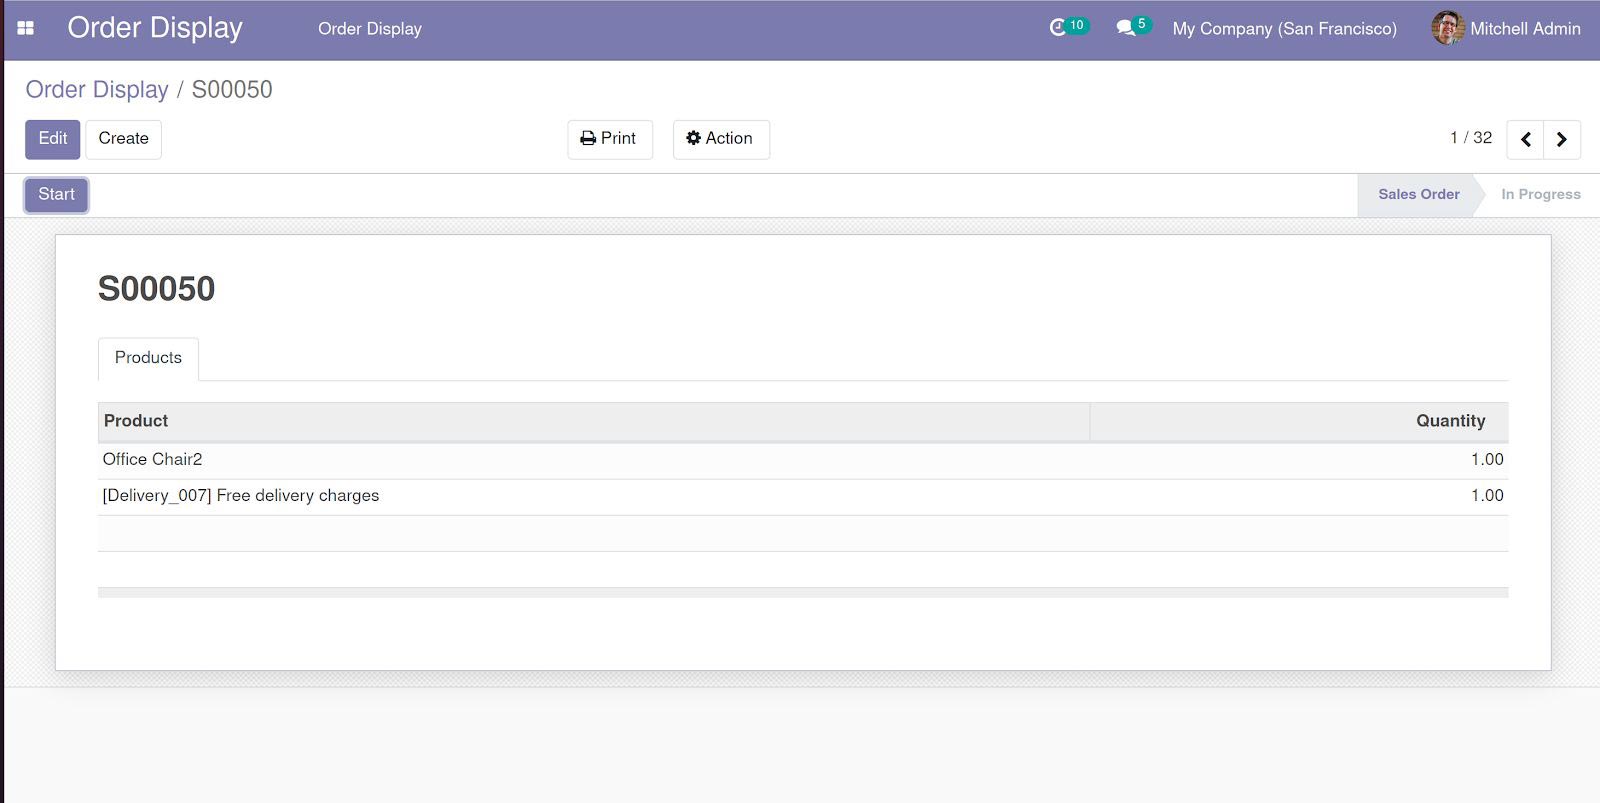 Order Display Order Display 10 5 My Company (San Francisco) Mitchell Admin
Order Display / S00050
Edit Create Print Action 1 / 32
Start Sales Order In Progress
S00050
Products
Product Quantity
Office Chair2 1.00
[Delivery_007] Free delivery charges 1.00